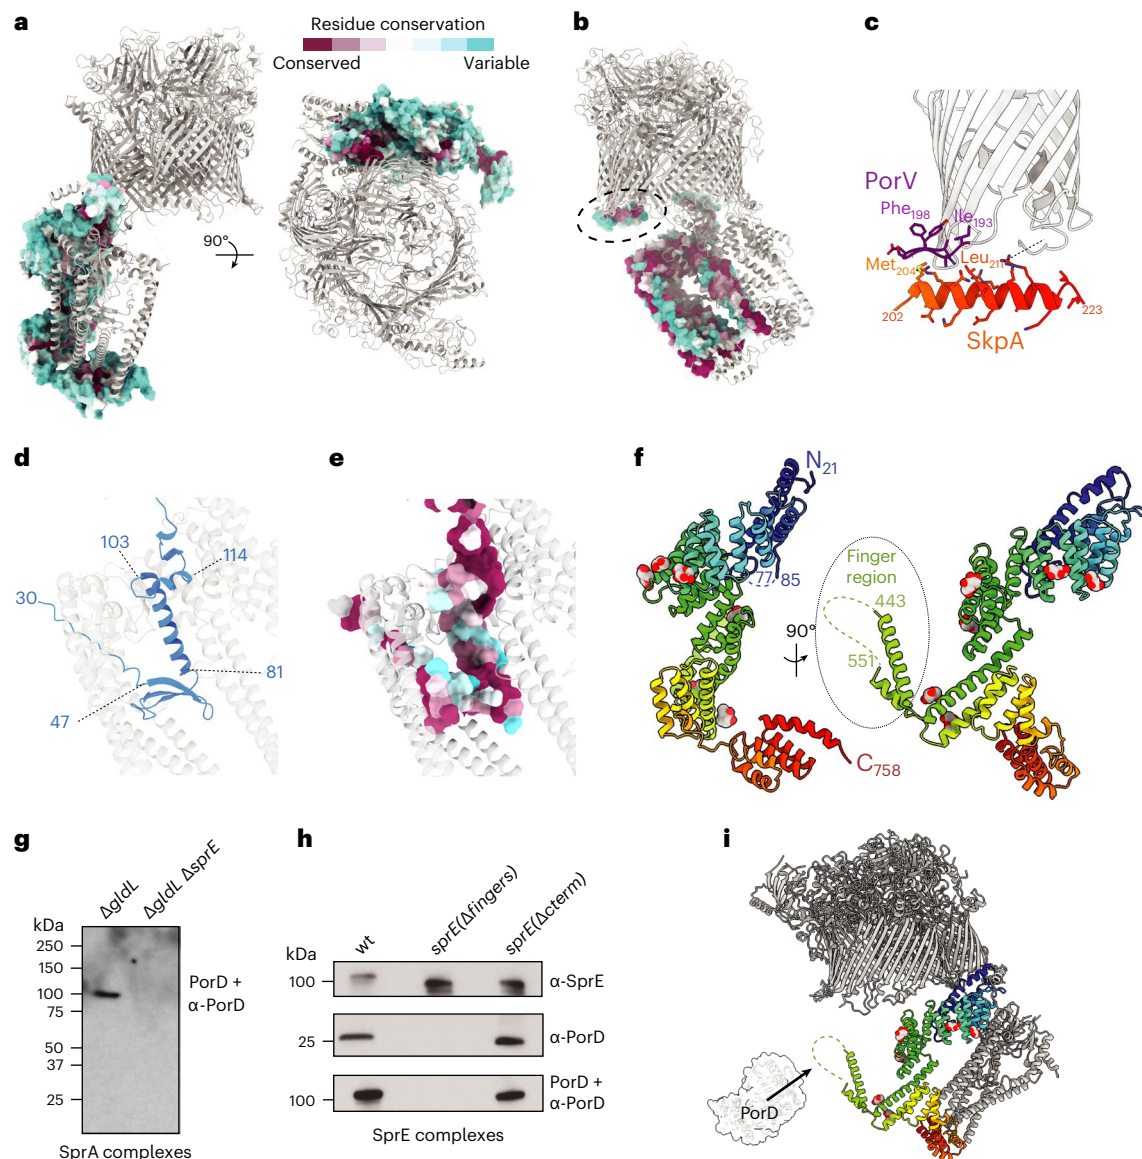 a
Residue conservation
Conserved
Variable
90°
b
c
PorV
Phe198
Ile193
Met204
Leu211
202
223
SkpA
d
103
114
30
81
47
e
f
N21
77
85
Finger
region
443
551
90°
C758
g
ΔgldL
ΔgldL ΔsprE
kDa
250
150
100
75
50
37
25
PorD +
α-PorD
SprA complexes
h
wt
sprE(Δfingers)
sprE(Δcterm)
kDa
100
α-SprE
25
α-PorD
100
PorD +
α-PorD
SprE complexes
i
PorD